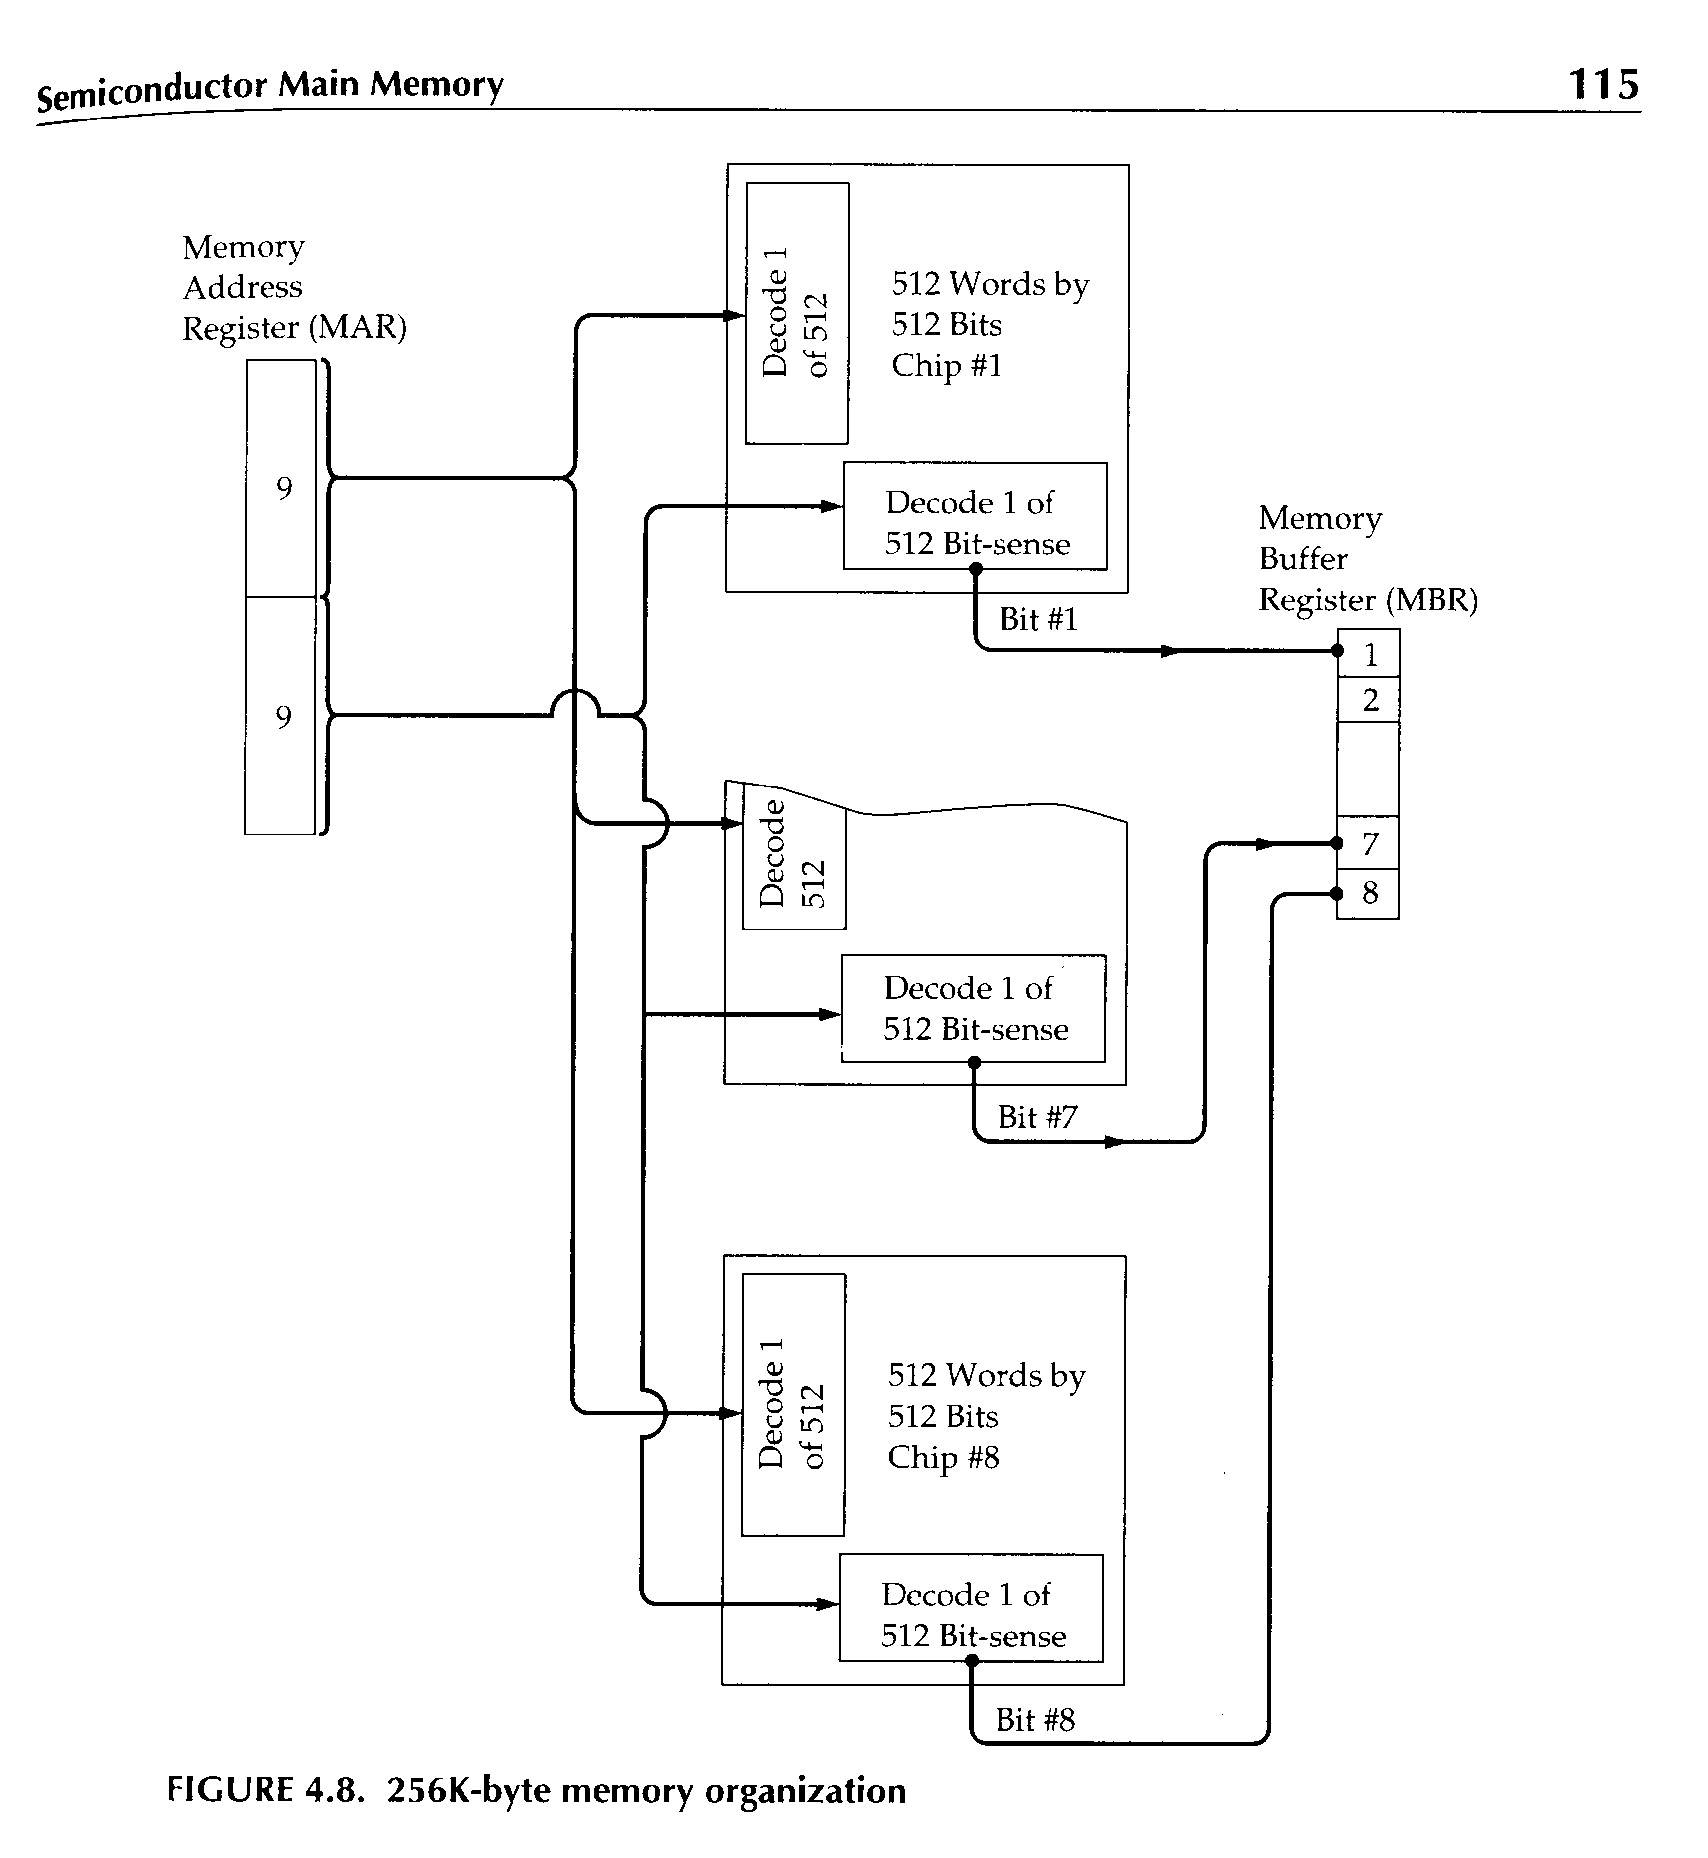 Semiconductor Main Memory
115
Memory
Address
Register (MAR)
9
9
Decode 1
of 512
512 Words by
512 Bits
Chip #1
Decode 1 of
512 Bit-sense
Bit #1
Memory
Buffer
Register (MBR)
1
2
7
8
Decode
512
Decode 1 of
512 Bit-sense
Bit #7
Decode 1
of 512
512 Words by
512 Bits
Chip #8
Decode 1 of
512 Bit-sense
Bit #8
FIGURE 4.8. 256K-byte memory organization